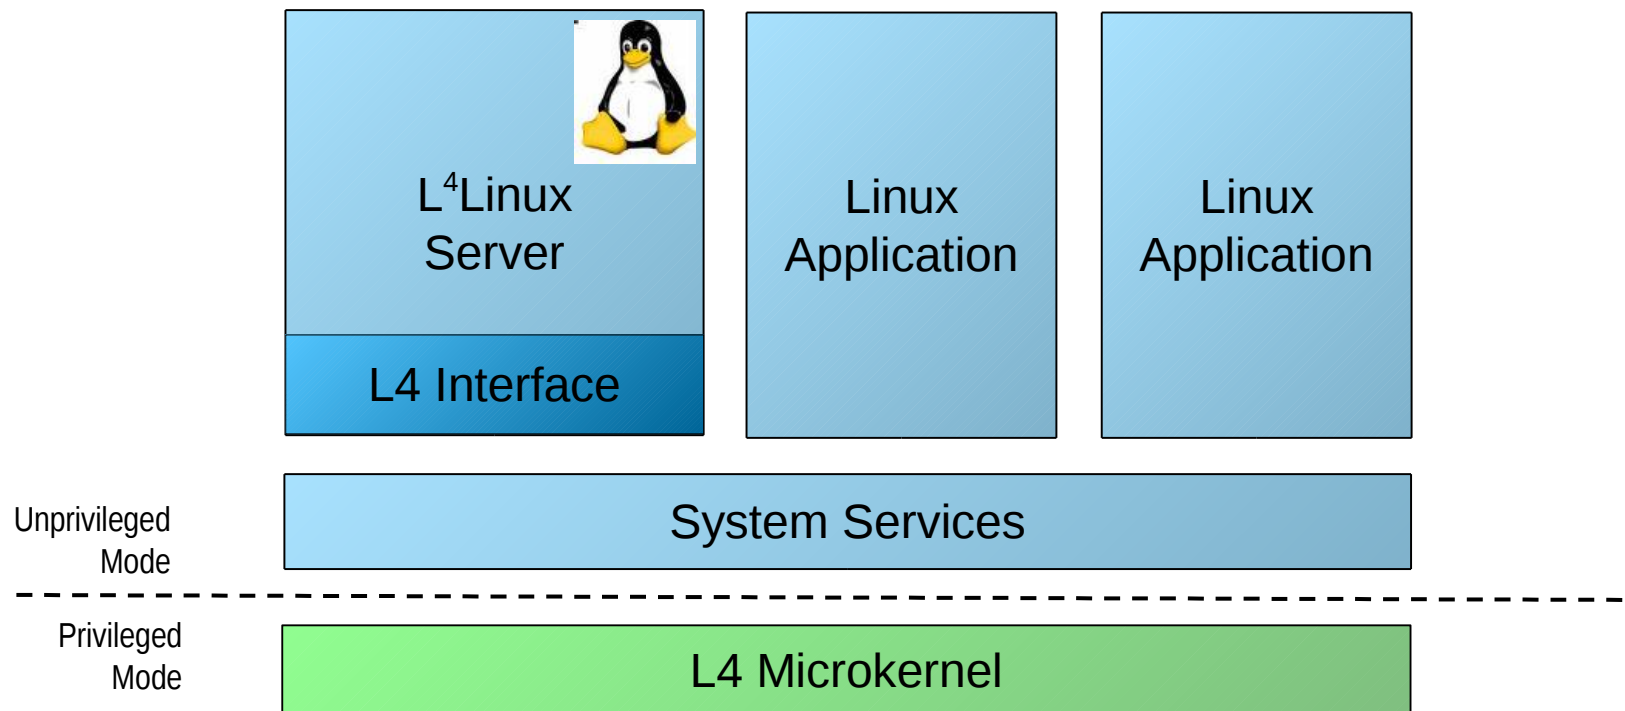 L⁴Linux
Server
Linux
Application
Linux
Application
L4 Interface
System Services
Unprivileged
Mode
Privileged
Mode
L4 Microkernel